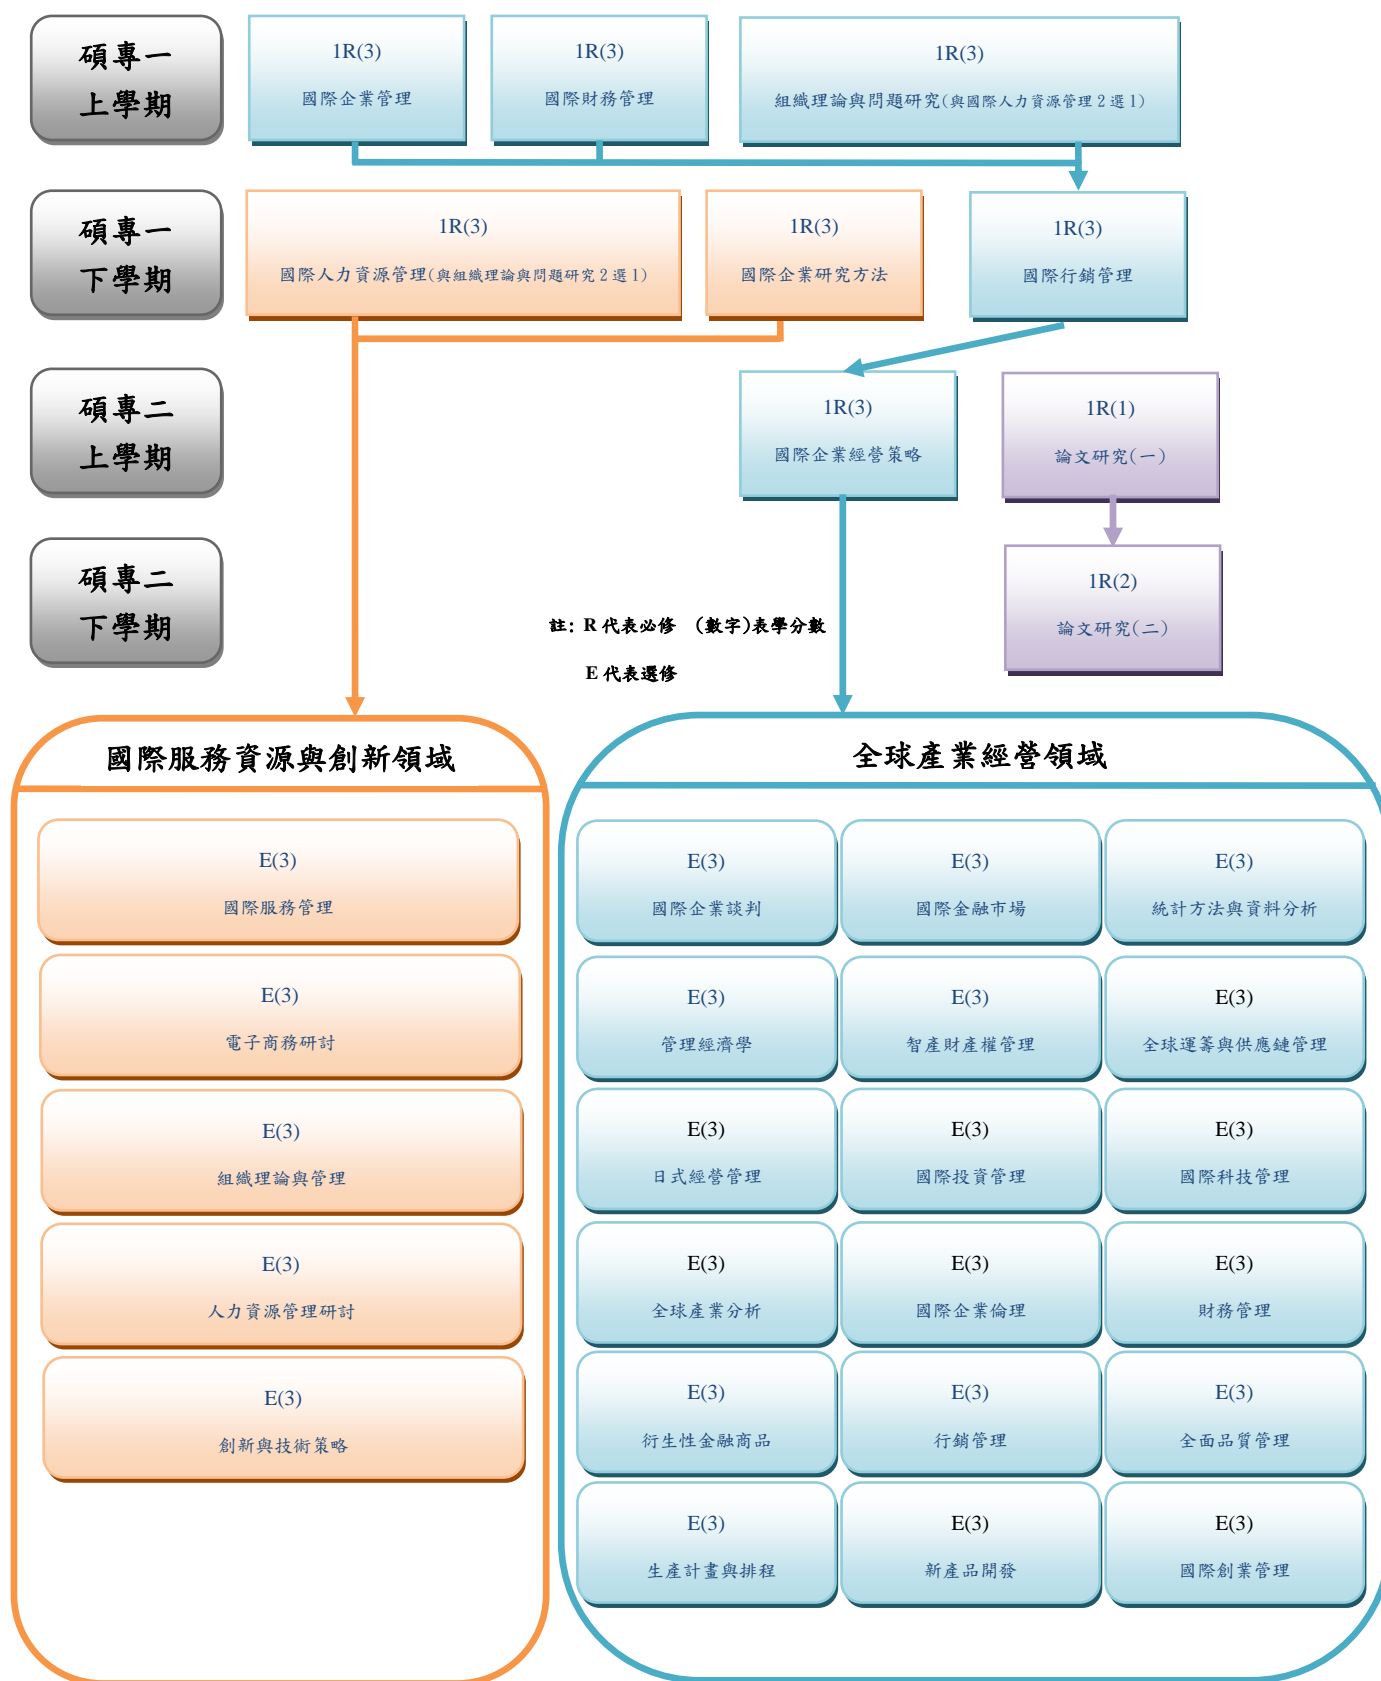 碩專一
上學期
1R(3)
國際企業管理
1R(3)
國際財務管理
1R(3)
組織理論與問題研究(與國際人力資源管理2選1)
碩專一
下學期
1R(3)
國際人力資源管理(與組織理論與問題研究2選1)
1R(3)
國際企業研究方法
1R(3)
國際行銷管理
碩專二
上學期
1R(3)
國際企業經營策略
1R(1)
論文研究(一)
碩專二
下學期
1R(2)
論文研究(二)
註: R 代表必修 (數字)表學分數
E 代表選修
國際服務資源與創新領域
E(3)
國際服務管理
E(3)
電子商務研討
E(3)
組織理論與管理
E(3)
人力資源管理研討
E(3)
創新與技術策略
全球產業經營領域
E(3)
國際企業談判
E(3)
國際金融市場
E(3)
統計方法與資料分析
E(3)
管理經濟學
E(3)
智產財產權管理
E(3)
全球運籌與供應鏈管理
E(3)
日式經營管理
E(3)
國際投資管理
E(3)
國際科技管理
E(3)
全球產業分析
E(3)
國際企業倫理
E(3)
財務管理
E(3)
衍生性金融商品
E(3)
行銷管理
E(3)
全面品質管理
E(3)
生產計畫與排程
E(3)
新產品開發
E(3)
國際創業管理